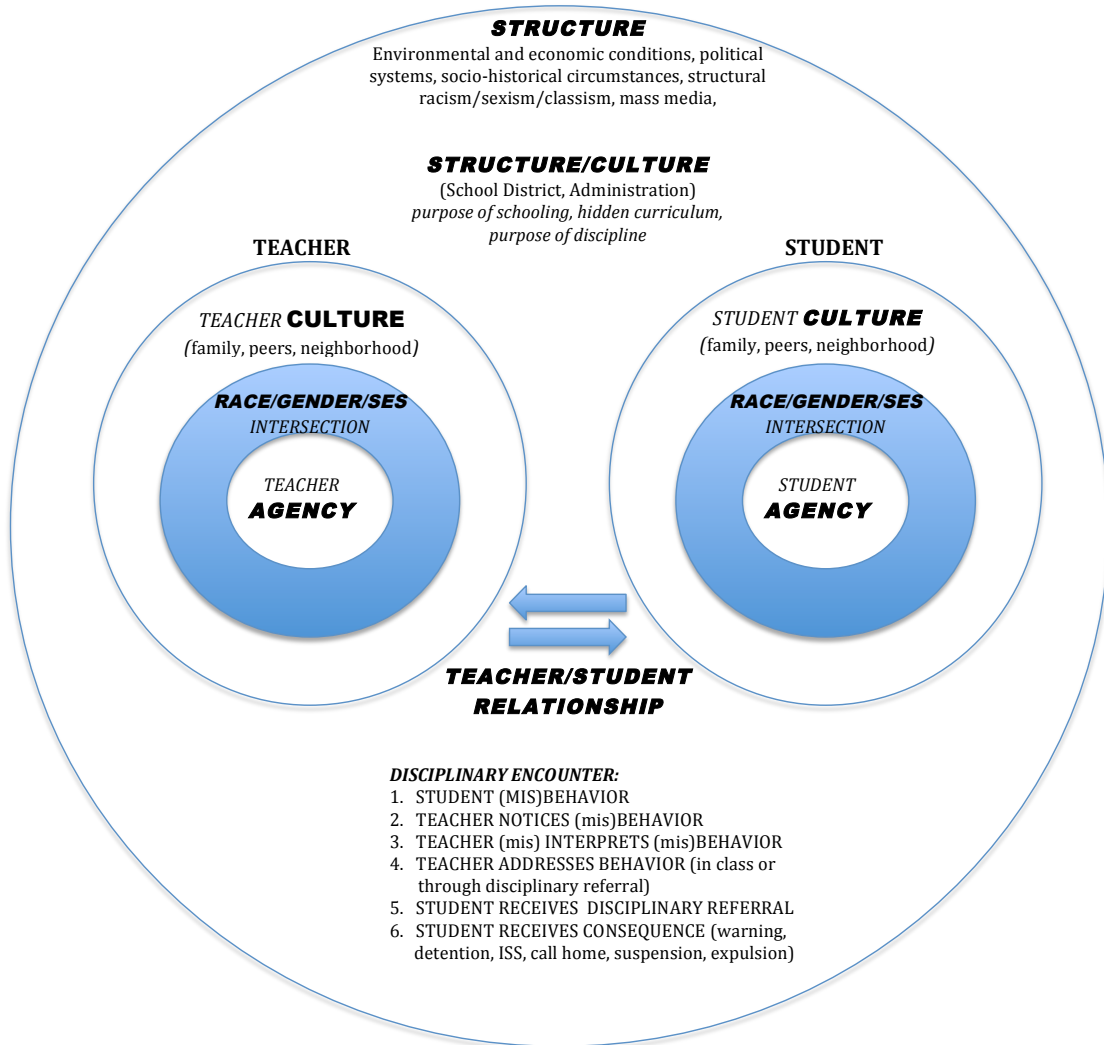 STRUCTURE
Environmental and economic conditions, political
systems, socio-historical circumstances, structural
racism/sexism/classism, mass media,
STRUCTURE/CULTURE
(School District, Administration)
purpose of schooling, hidden curriculum,
purpose of discipline
TEACHER
TEACHER CULTURE
(family, peers, neighborhood)
RACE/GENDER/SES
INTERSECTION
TEACHER
AGENCY
STUDENT
STUDENT CULTURE
(family, peers, neighborhood)
RACE/GENDER/SES
INTERSECTION
STUDENT
AGENCY
TEACHER/STUDENT
RELATIONSHIP
DISCIPLINARY ENCOUNTER:
1. STUDENT (MIS)BEHAVIOR
2. TEACHER NOTICES (mis)BEHAVIOR
3. TEACHER (mis) INTERPRETS (mis)BEHAVIOR
4. TEACHER ADDRESSES BEHAVIOR (in class or
through disciplinary referral)
5. STUDENT RECEIVES DISCIPLINARY REFERRAL
6. STUDENT RECEIVES CONSEQUENCE (warning,
detention, ISS, call home, suspension, expulsion)